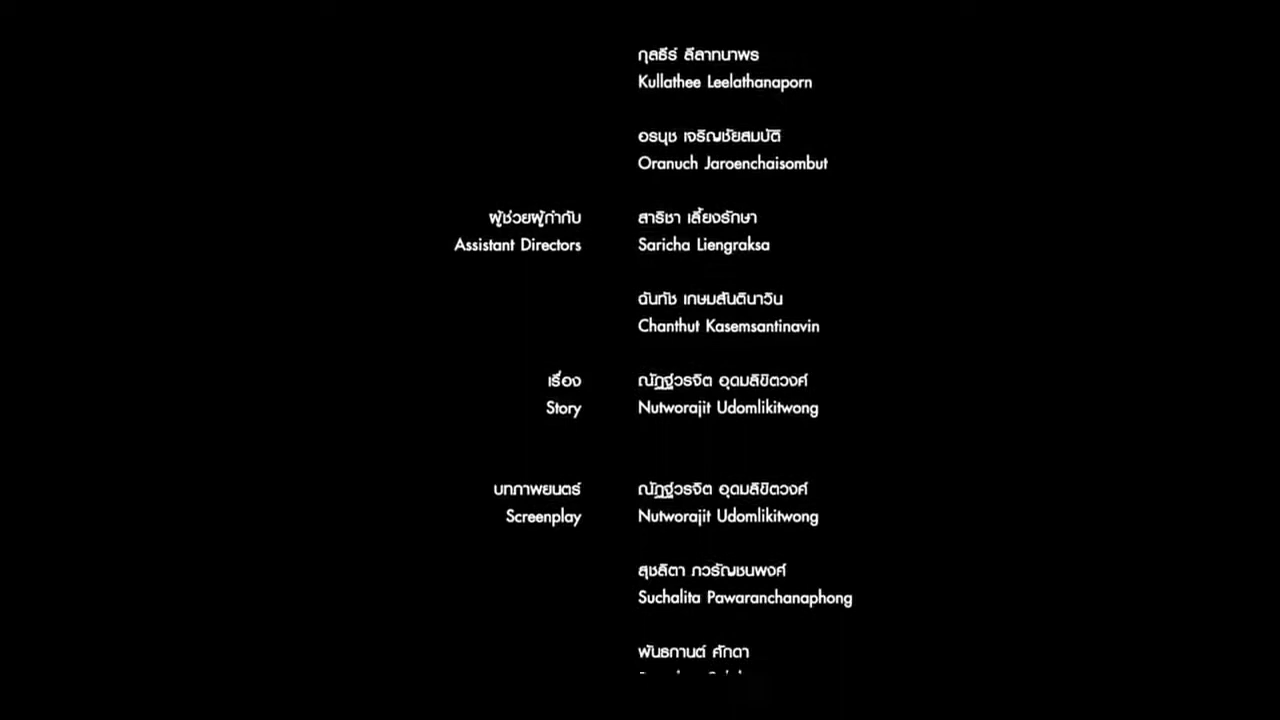 กุลธีร์ ลีลาทนาพร
Kullathee Leelathanaporn
อรนุช เจริญชัยสมบัติ
Oranuch Jaroenchaisombut
ผู้ช่วยผู้กำกับ สาริชา เลี้ยงรักษา
Assistant Directors Saricha Liengraksa
ฉันทัช เกษมสันตินาวิน
Chanthut Kasemsantinavin
เรื่อง ณัฏฐ์วรจิต อุดมลิขิตวงศ์
Story Nutworajit Udomlikitwong
บทภาพยนตร์ ณัฏฐ์วรจิต อุดมลิขิตวงศ์
Screenplay Nutworajit Udomlikitwong
สุชลิตา ภวรัญชนพงศ์
Suchalita Pawaranchanaphong
พันธกานต์ ศักดา